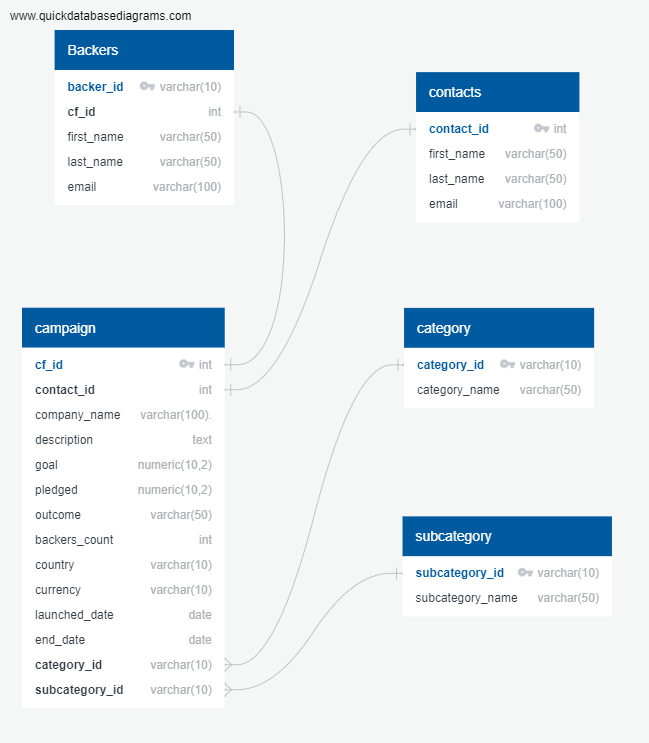 www.quickdatabasediagrams.com
Backers
backer_id varchar(10)
cf_id int
first_name varchar(50)
last_name varchar(50)
email varchar(100)
contacts
contact_id int
first_name varchar(50)
last_name varchar(50)
email varchar(100)
campaign
cf_id int
contact_id int
company_name varchar(100).
description text
goal numeric(10,2)
pledged numeric(10,2)
outcome varchar(50)
backers_count int
country varchar(10)
currency varchar(10)
launched_date date
end_date date
category_id varchar(10)
subcategory_id varchar(10)
category
category_id varchar(10)
category_name varchar(50)
subcategory
subcategory_id varchar(10)
subcategory_name varchar(50)